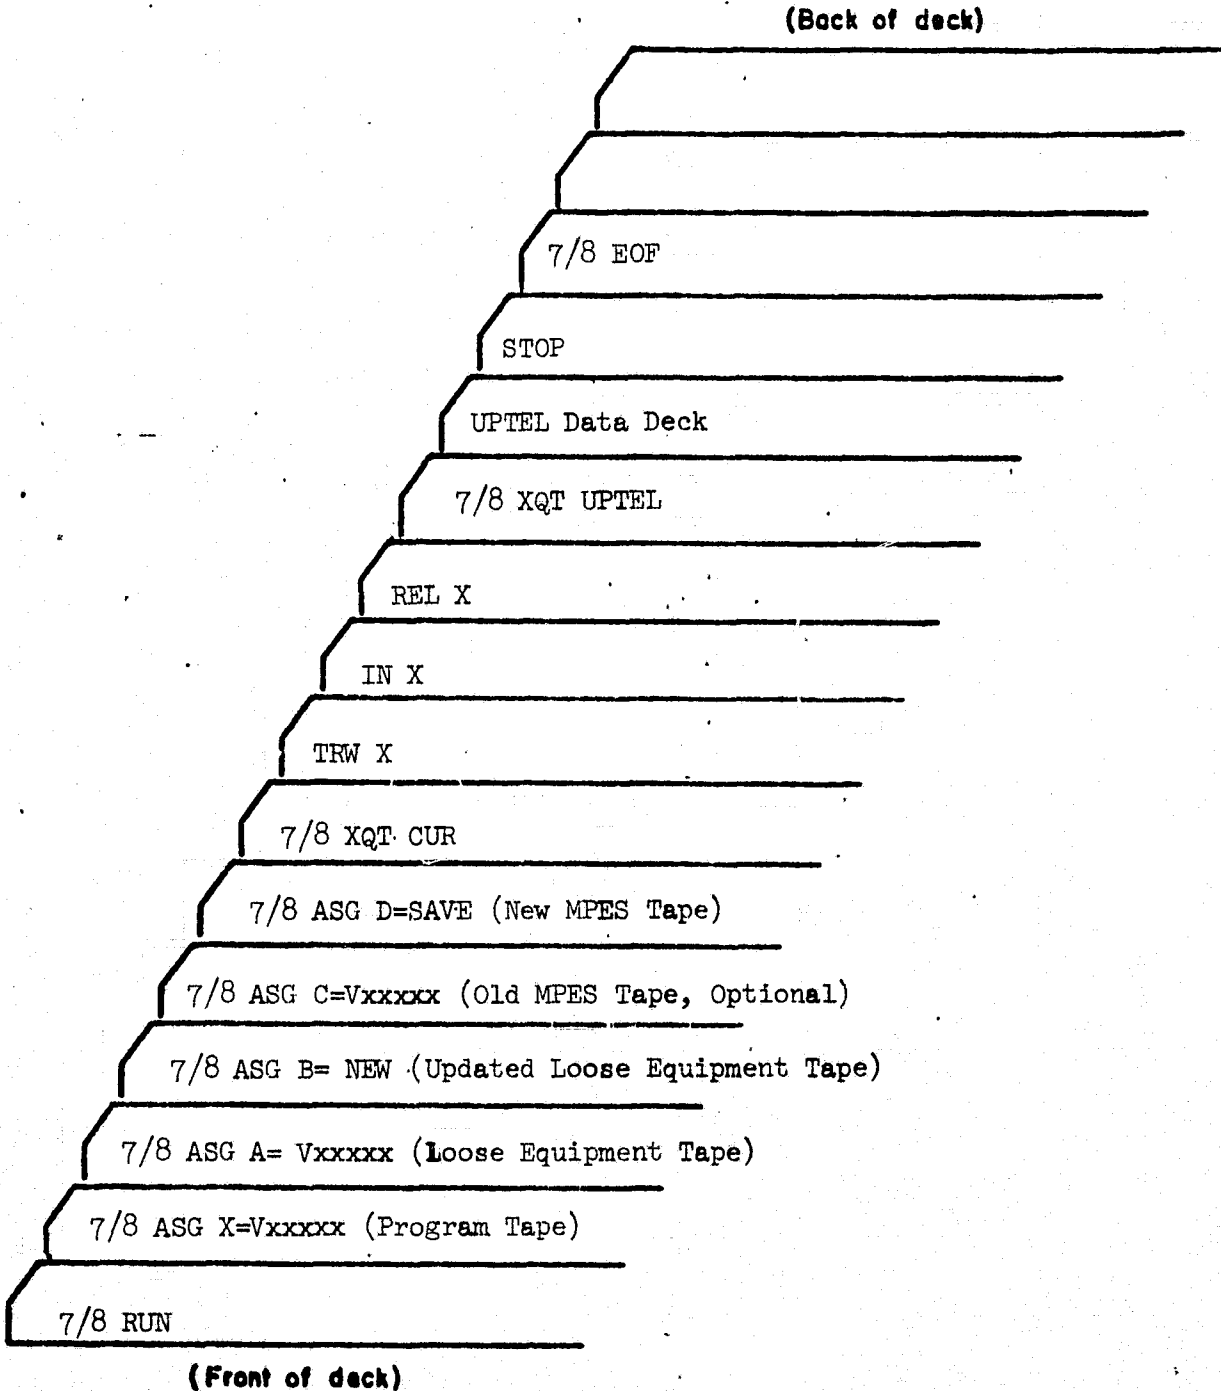 (Back of deck)
7/8 EOF
STOP
UPTEL Data Deck
7/8 XQT UPTEL
REL X
IN X
TRW X
7/8 XQT CUR
7/8 ASG D=SAVE (New MPES Tape)
7/8 ASG C=Vxxxxx (Old MPES Tape, Optional)
7/8 ASG B= NEW (Updated Loose Equipment Tape)
7/8 ASG A= Vxxxxx (Loose Equipment Tape)
7/8 ASG X=Vxxxxx (Program Tape)
7/8 RUN
(Front of deck)